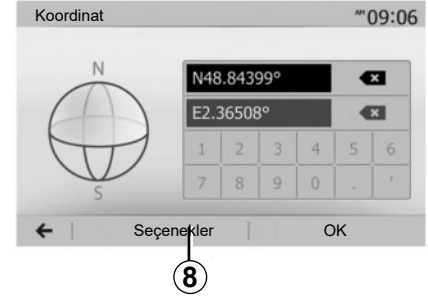 Koordinat AM 09:06
N
N48.84399°
E2.36508°
1 2 3 4 5 6
S
7 8 9 0 . '
Seçenekler OK
8